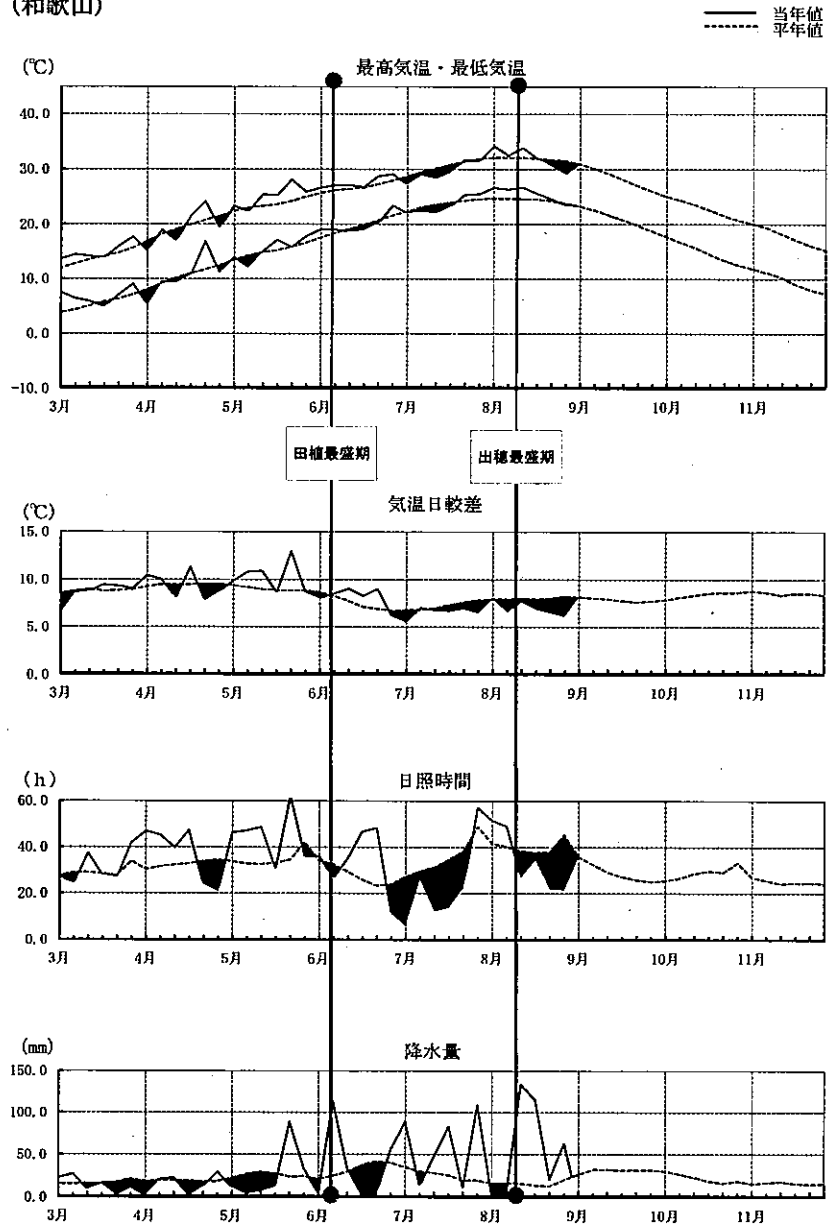 (和歌山)
当年値
平年値
(℃)
最高気温・最低気温
40.0
30.0
20.0
10.0
0.0
-10.0
3月 4月 5月 6月 7月 8月 9月 10月 11月
田植最盛期
出穂最盛期
(℃)
気温日較差
15.0
10.0
5.0
0.0
3月 4月 5月 6月 7月 8月 9月 10月 11月
(h)
日照時間
60.0
40.0
20.0
0.0
3月 4月 5月 6月 7月 8月 9月 10月 11月
(mm)
降水量
150.0
100.0
50.0
0.0
3月 4月 5月 6月 7月 8月 9月 10月 11月